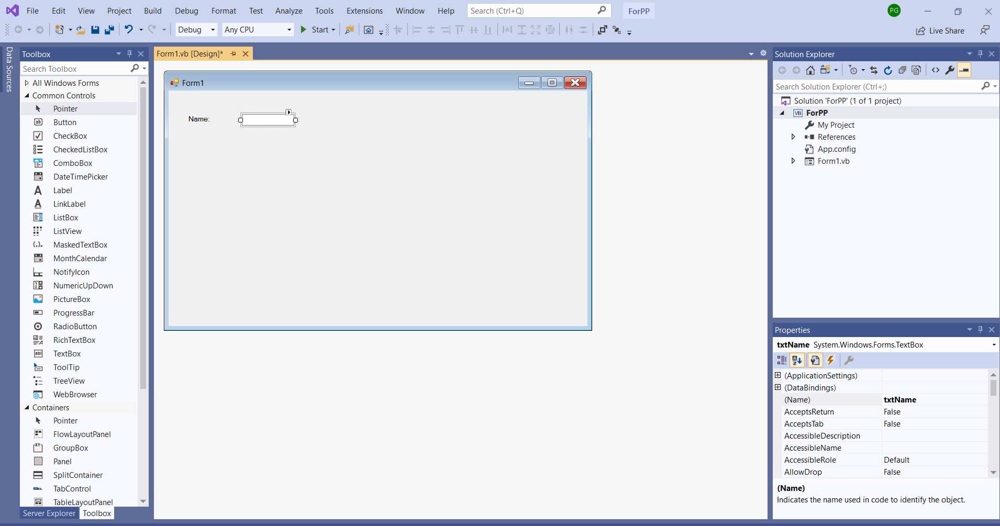 File Edit View Project Build Debug Format Test Analyze Tools Extensions Window Help Search (Ctrl+Q) ForPP PG
Debug Any CPU Start Live Share
Data Sources
Toolbox
Search Toolbox
All Windows Forms
Common Controls
Pointer
Button
CheckBox
CheckedListBox
ComboBox
DateTimePicker
Label
LinkLabel
ListBox
ListView
MaskedTextBox
MonthCalendar
NotifyIcon
NumericUpDown
PictureBox
ProgressBar
RadioButton
RichTextBox
TextBox
ToolTip
TreeView
WebBrowser
Containers
Pointer
FlowLayoutPanel
GroupBox
Panel
SplitContainer
TabControl
TableLayoutPanel
Server Explorer Toolbox
Form1.vb [Design]*
Form1
Name:
Solution Explorer
Search Solution Explorer (Ctrl+;)
Solution 'ForPP' (1 of 1 project)
VB ForPP
My Project
References
App.config
Form1.vb
Properties
txtName System.Windows.Forms.TextBox
(ApplicationSettings)
(DataBindings)
(Name) txtName
AcceptsReturn False
AcceptsTab False
AccessibleDescription
AccessibleName
AccessibleRole Default
AllowDrop False
(Name)
Indicates the name used in code to identify the object.